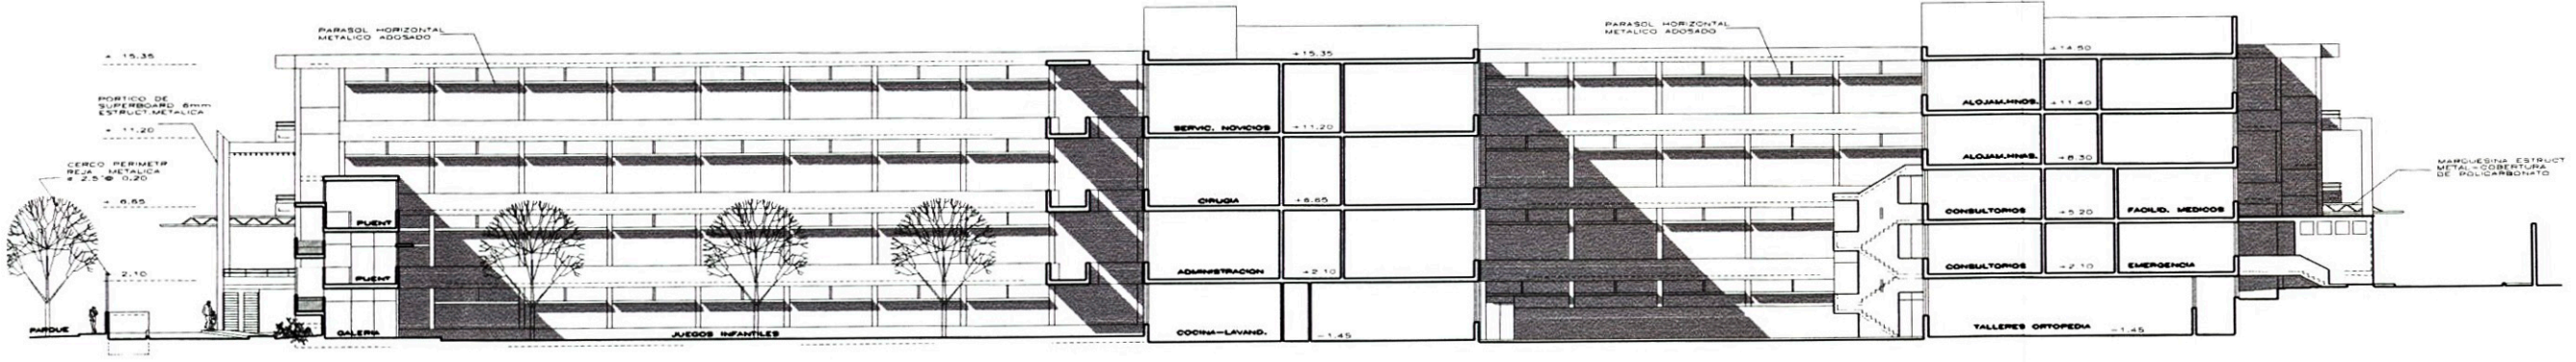 PARASOL HORIZONTAL
METALICO ADOSADO
+ 15.35
PORTICO DE
SUPERBOARD 6mm
ESTRUCT.METALICA
+ 11.20
CERCO PERIMETR
REJA METALICA
ø 2.5"@ 0.20
+ 6.65
2.10
PARQUE
PUENT
PUENT
GALERIA
JUEGOS INFANTILES
+15.35
SERVIC. NOVICIOS +11.20
CIRUGIA +6.65
ADMINISTRACION +2.10
COCINA-LAVAND. -1.45
PARASOL HORIZONTAL
METALICO ADOSADO
+14.50
ALOJAM.HNOS. +11.40
ALOJAM.HNAS. +8.30
CONSULTORIOS +5.20 FACILID. MEDICOS
CONSULTORIOS +2.10 EMERGENCIA
TALLERES ORTOPEDIA -1.45
MARQUESINA ESTRUCT
METAL-COBERTURA
DE POLICARBONATO